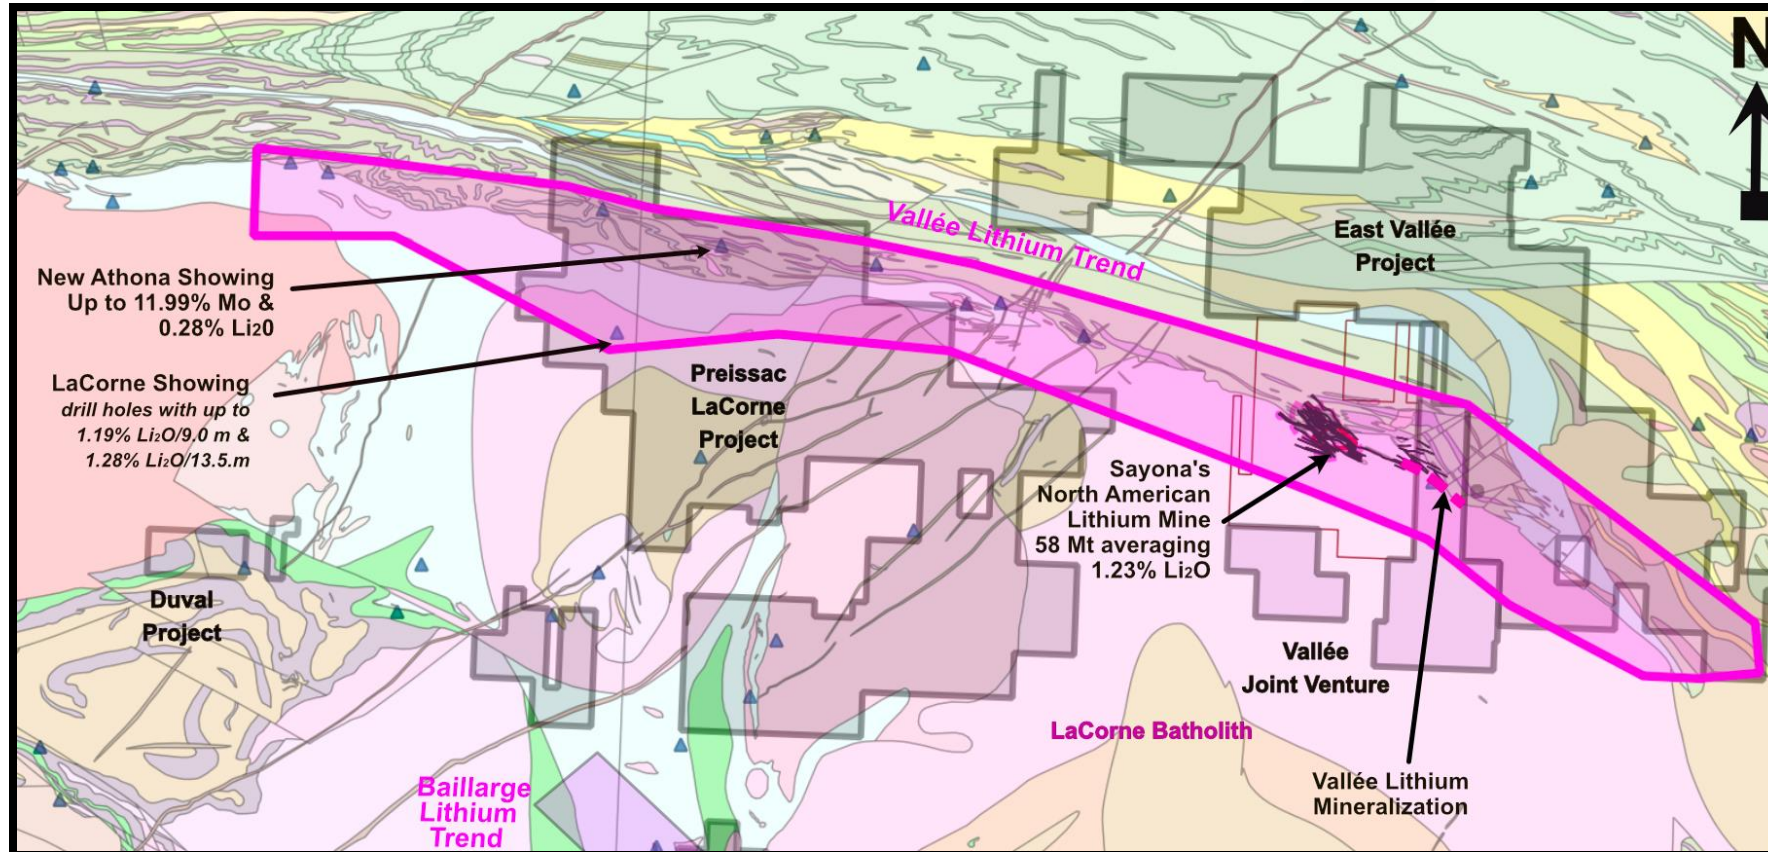 N
Vallée Lithium Trend
East Vallée
Project
New Athona Showing
Up to 11.99% Mo &
0.28% Li20
LaCorne Showing
drill holes with up to
1.19% Li₂O/9.0 m &
1.28% Li₂O/13.5.m
Preissac
LaCorne
Project
Sayona's
North American
Lithium Mine
58 Mt averaging
1.23% Li₂O
Duval
Project
Vallée
Joint Venture
LaCorne Batholith
Baillarge
Lithium
Trend
Vallée Lithium
Mineralization